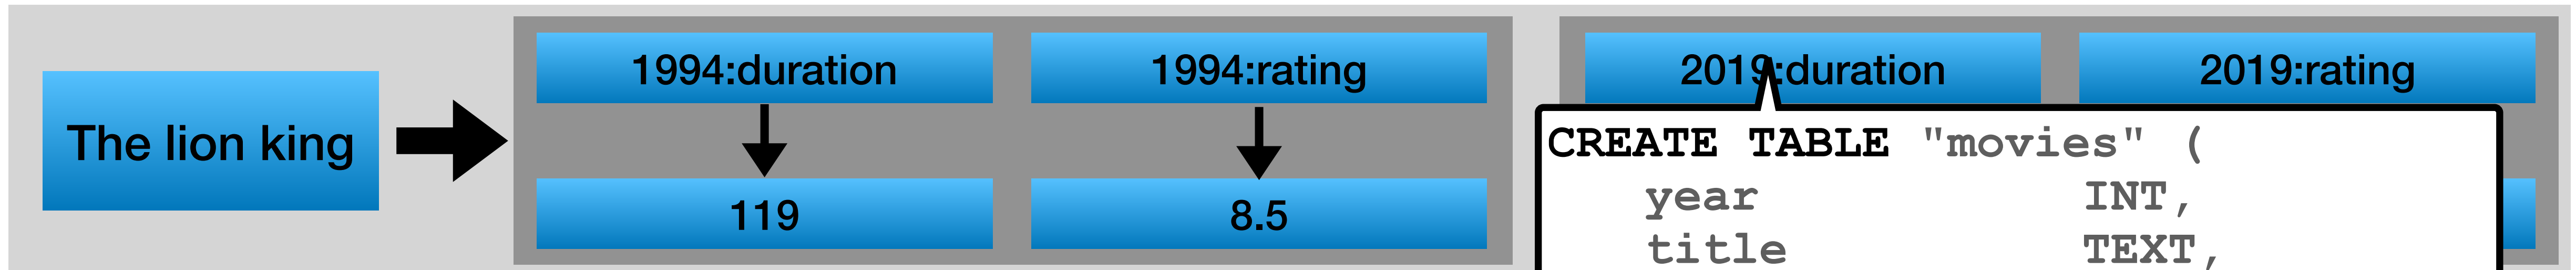 The lion king
1994:duration
1994:rating
119
8.5
2019:duration
2019:rating
CREATE TABLE "movies" (
year INT,
title TEXT,